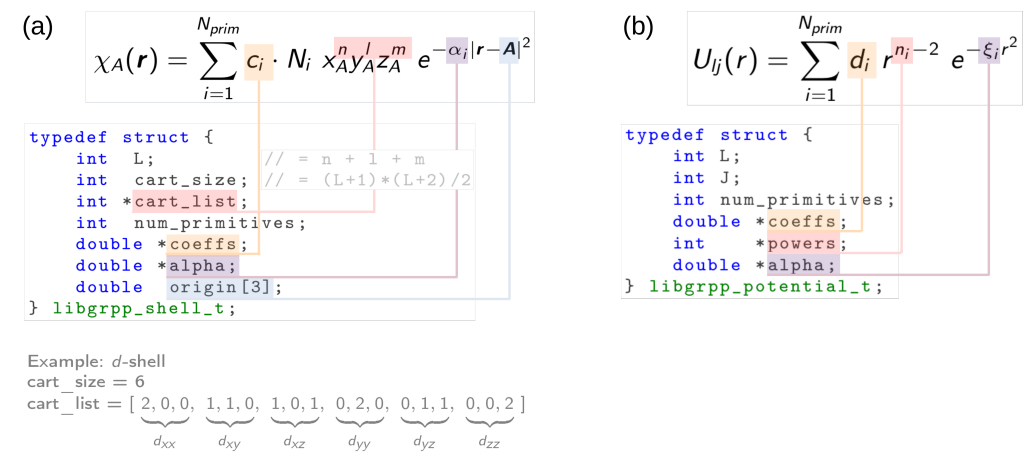 (a)
χ_A(r) = ∑_{i=1}^{N_prim} c_i · N_i x_A^n y_A^l z_A^m e^{−α_i|r−A|^2}
typedef struct {
int L; // = n + l + m
int cart_size; // = (L+1)*(L+2)/2
int *cart_list;
int num_primitives;
double *coeffs;
double *alpha;
double origin[3];
} libgrpp_shell_t;
Example: d-shell
cart_size = 6
cart_list = [ 2, 0, 0, 1, 1, 0, 1, 0, 1, 0, 2, 0, 0, 1, 1, 0, 0, 2 ]
d_xx d_xy d_xz d_yy d_yz d_zz
(b)
U_lj(r) = ∑_{i=1}^{N_prim} d_i r^{n_i−2} e^{−ξ_i r^2}
typedef struct {
int L;
int J;
int num_primitives;
double *coeffs;
int *powers;
double *alpha;
} libgrpp_potential_t;